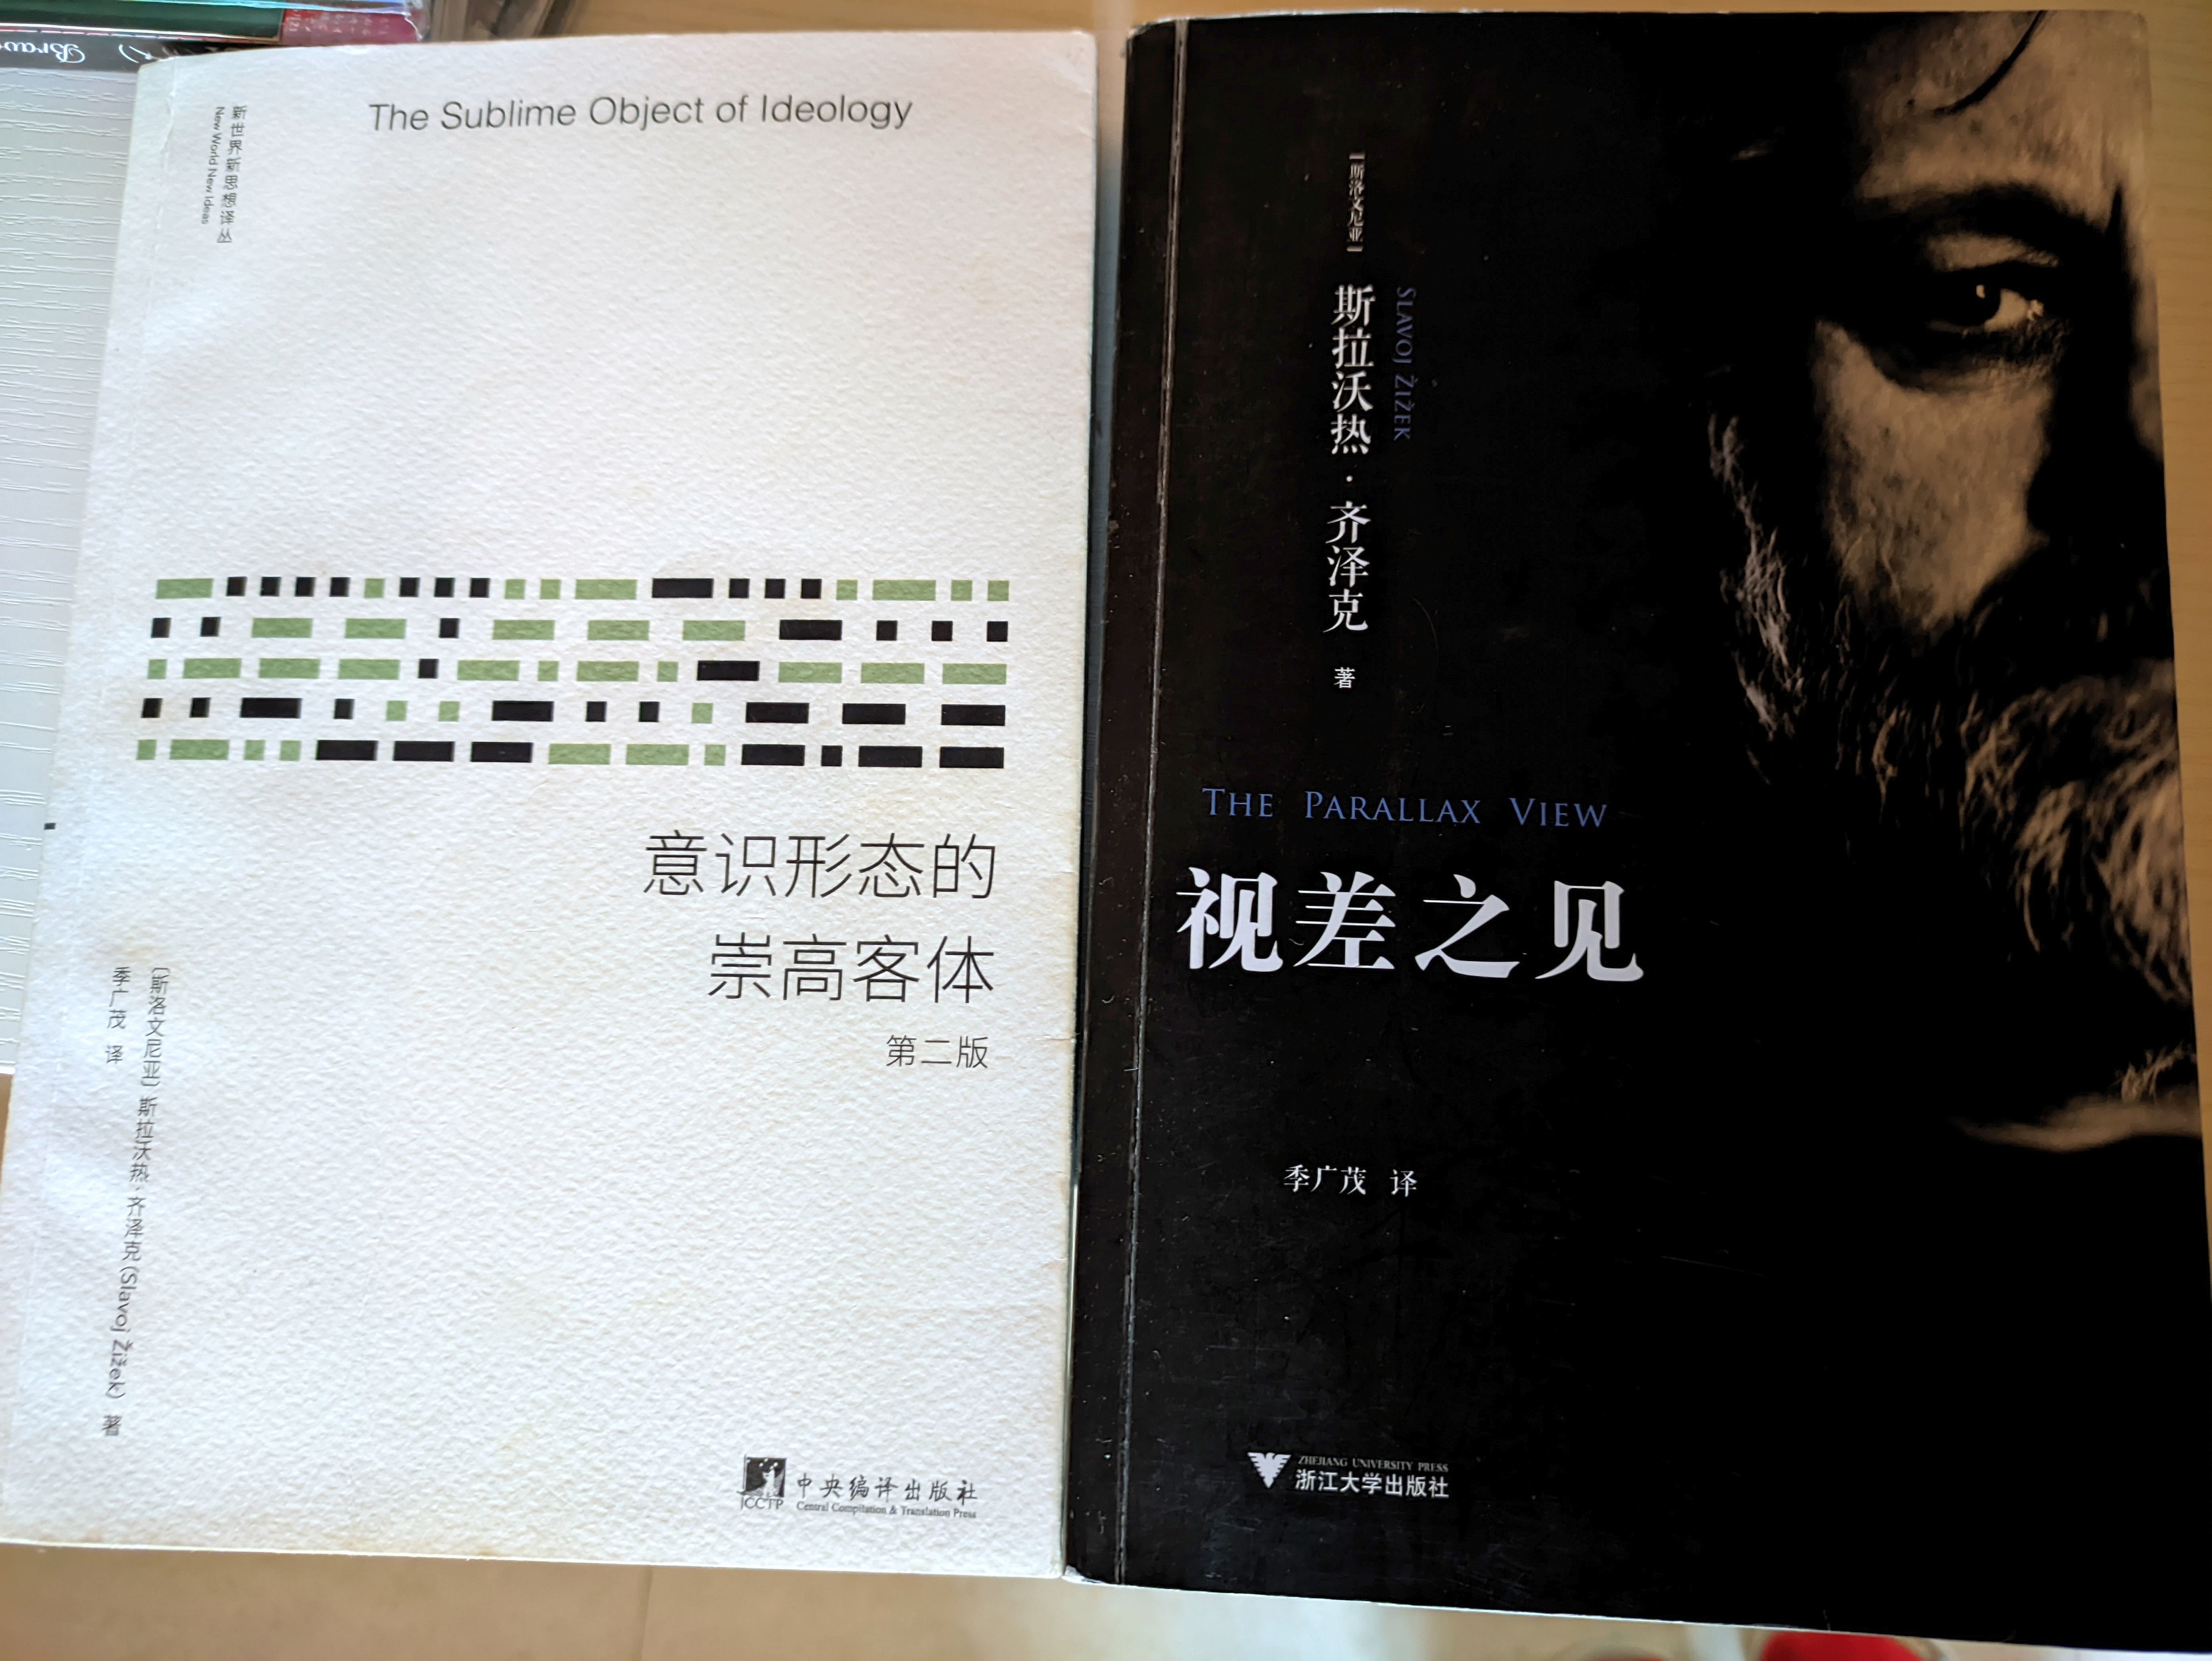 Brav
新世界新思想译丛
New World New Ideas
The Sublime Object of Ideology
意识形态的
崇高客体
第二版
〔斯洛文尼亚〕斯拉沃热·齐泽克(Slavoj Žižek) 著
季广茂 译
CCTP
中央编译出版社
Central Compilation & Translation Press
【斯洛文尼亚】
斯拉沃热·齐泽克 著
SLAVOJ ŽIŽEK
THE PARALLAX VIEW
视差之见
季广茂 译
ZHEJIANG UNIVERSITY PRESS
浙江大学出版社